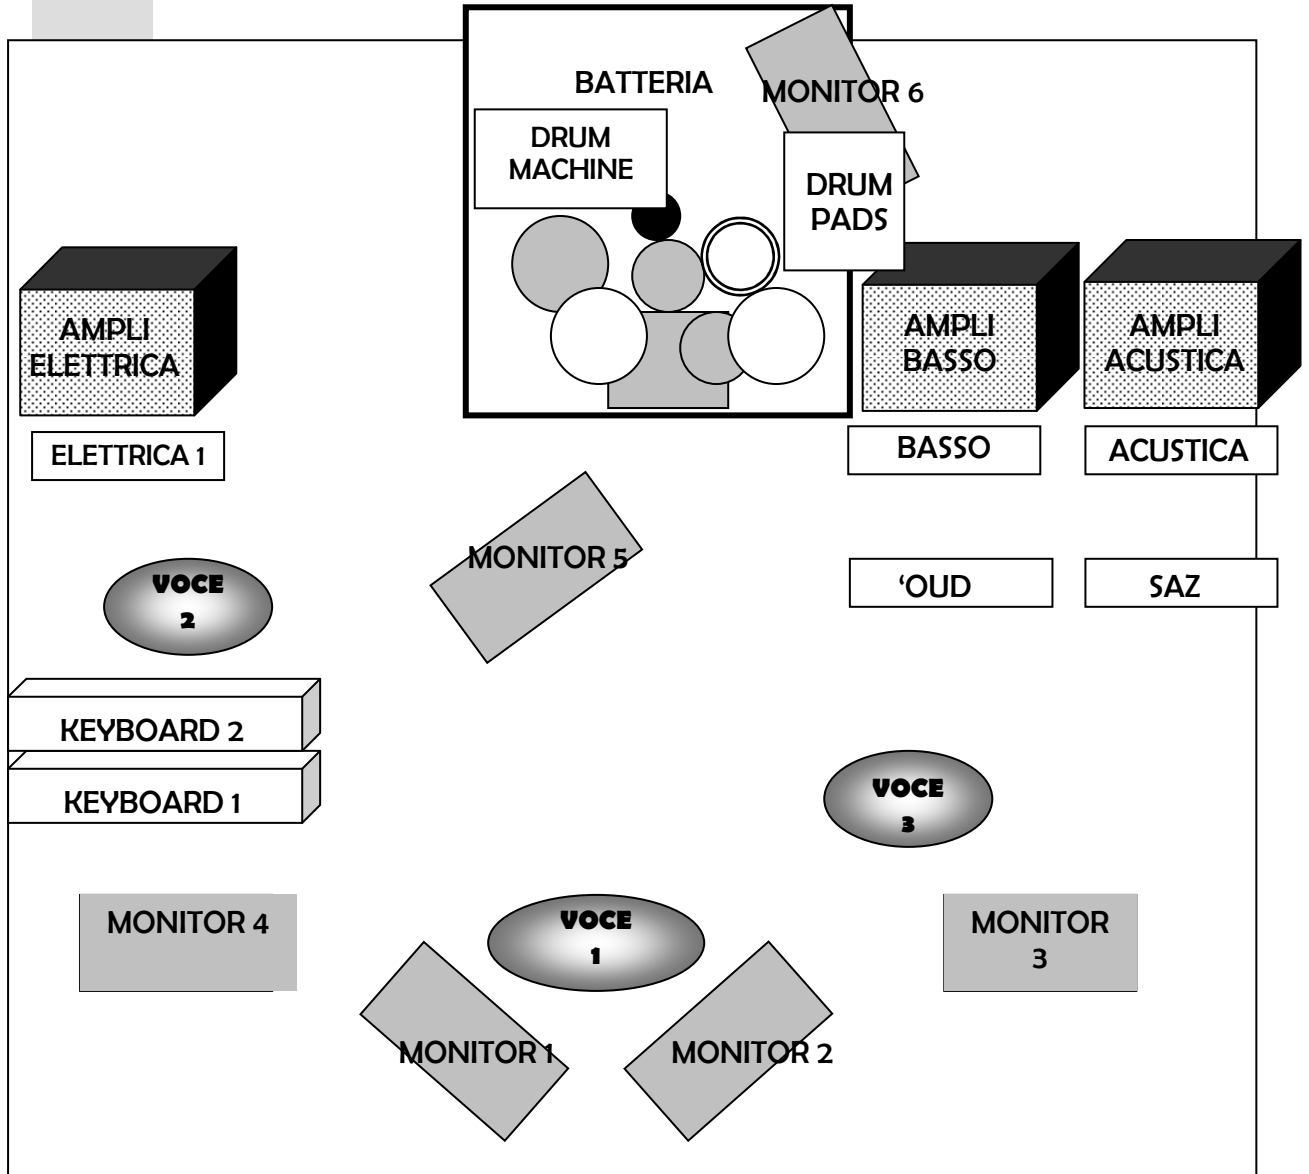 BATTERIA
MONITOR 6
DRUM
MACHINE
DRUM
PADS
AMPLI
ELETTRICA
AMPLI
BASSO
AMPLI
ACUSTICA
ELETTRICA 1
BASSO
ACUSTICA
MONITOR 5
VOCE
2
‘OUD
SAZ
KEYBOARD 2
KEYBOARD 1
VOCE
3
MONITOR 4
VOCE
1
MONITOR
3
MONITOR 1
MONITOR 2